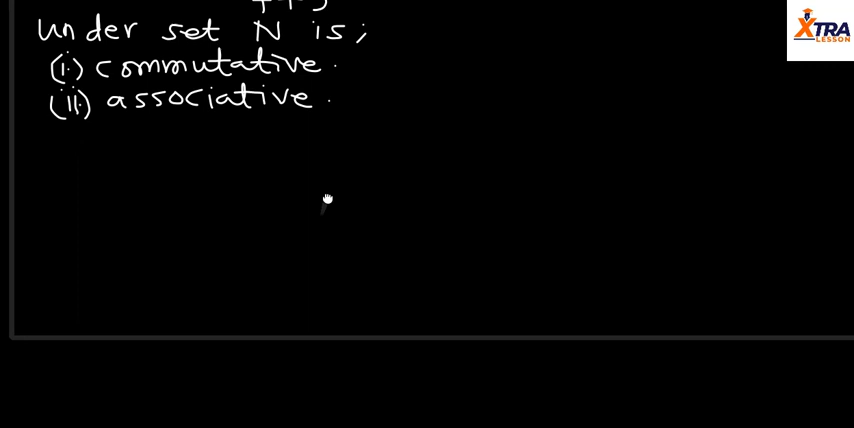 Under set N is;
(i.) commutative.
(ii) associative.
XTRA
LESSON